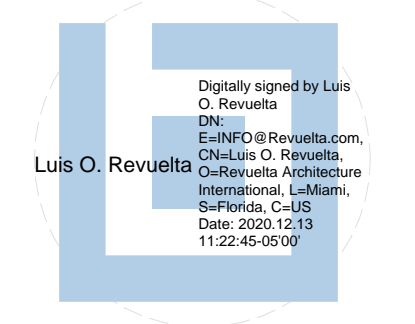 Luis O. Revuelta
Digitally signed by Luis
O. Revuelta
DN:
E=INFO@Revuelta.com,
CN=Luis O. Revuelta,
O=Revuelta Architecture
International, L=Miami,
S=Florida, C=US
Date: 2020.12.13
11:22:45-05'00'